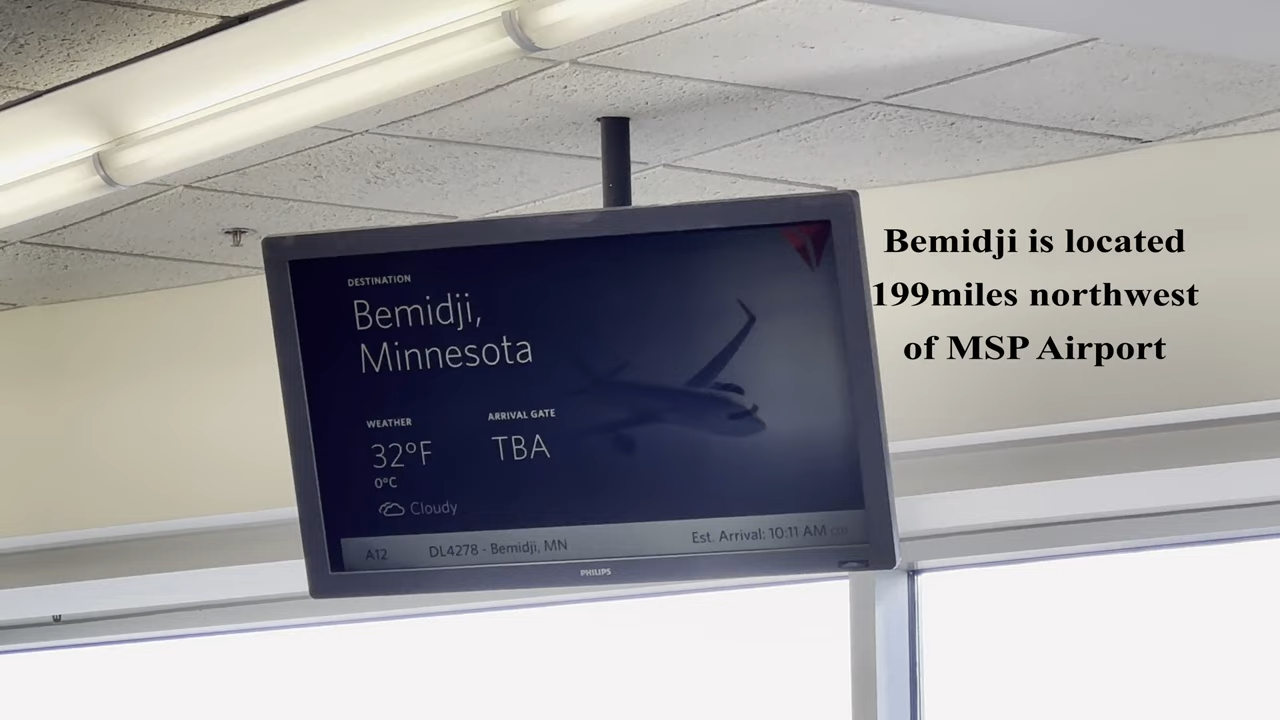 DESTINATION
Bemidji,
Minnesota
WEATHER
ARRIVAL GATE
32°F
TBA
0°C
Cloudy
A12
DL4278 - Bemidji, MN
Est. Arrival: 10:11 AM
PHILIPS
Bemidji is located
199miles northwest
of MSP Airport